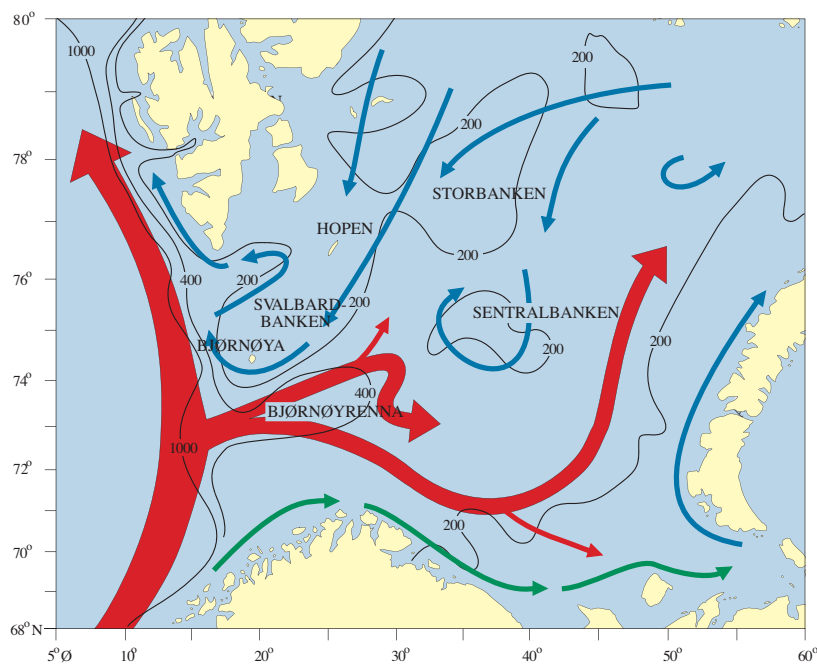 80°
1000
200
N
200
78°
STORBANKEN
HOPEN
200
76°
400
200
SVALBARD-
200
BANKEN
SENTRALBANKEN
BJØRNØYA
200
200
74°
400
BJØRNØYRENNA
1000
72°
200
70°
68°N
5°Ø
10°
20°
30°
40°
50°
60°